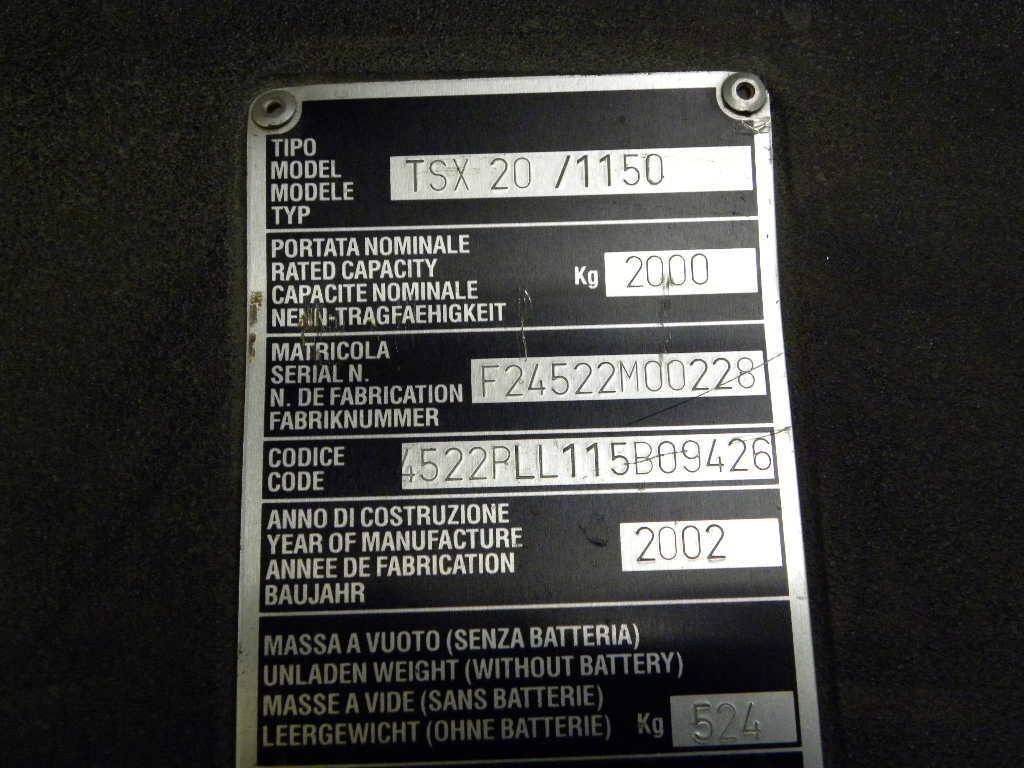 TIPO
MODEL TSX 20 /1150
MODELE
TYP
PORTATA NOMINALE
RATED CAPACITY Kg 2000
CAPACITE NOMINALE
NENN-TRAGFAEHIGKEIT
MATRICOLA
SERIAL N. F24522M00228
N. DE FABRICATION
FABRIKNUMMER
CODICE 4522PLL115B09426
CODE
ANNO DI COSTRUZIONE
YEAR OF MANUFACTURE 2002
ANNEE DE FABRICATION
BAUJAHR
MASSA A VUOTO (SENZA BATTERIA)
UNLADEN WEIGHT (WITHOUT BATTERY)
MASSE A VIDE (SANS BATTERIE)
LEERGEWICHT (OHNE BATTERIE) Kg 524